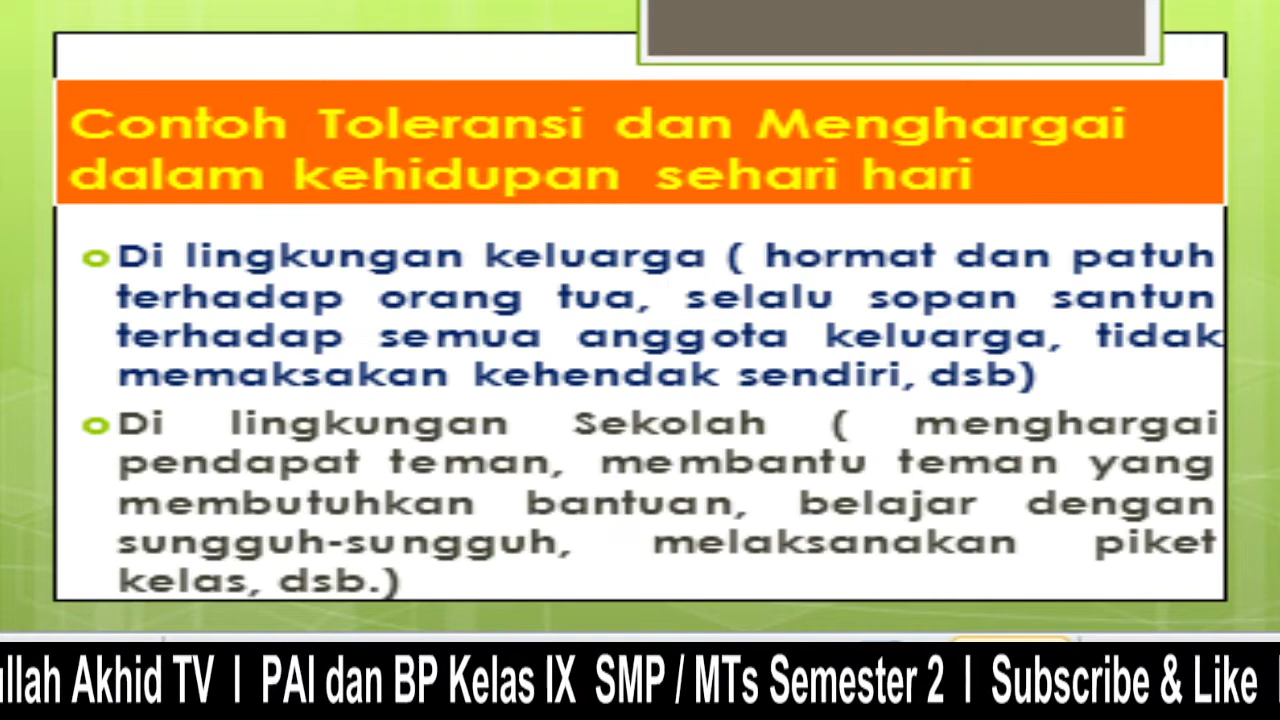 Contoh Toleransi dan Menghargai
dalam kehidupan sehari hari
Di lingkungan keluarga ( hormat dan patuh
terhadap orang tua, selalu sopan santun
terhadap semua anggota keluarga, tidak
memaksakan kehendak sendiri, dsb)
Di lingkungan Sekolah ( menghargai
pendapat teman, membantu teman yang
membutuhkan bantuan, belajar dengan
sungguh-sungguh, melaksanakan piket
kelas, dsb.)
Akhid TV I PAI dan BP Kelas IX SMP / MTs Semester 2 I Subscribe & Like